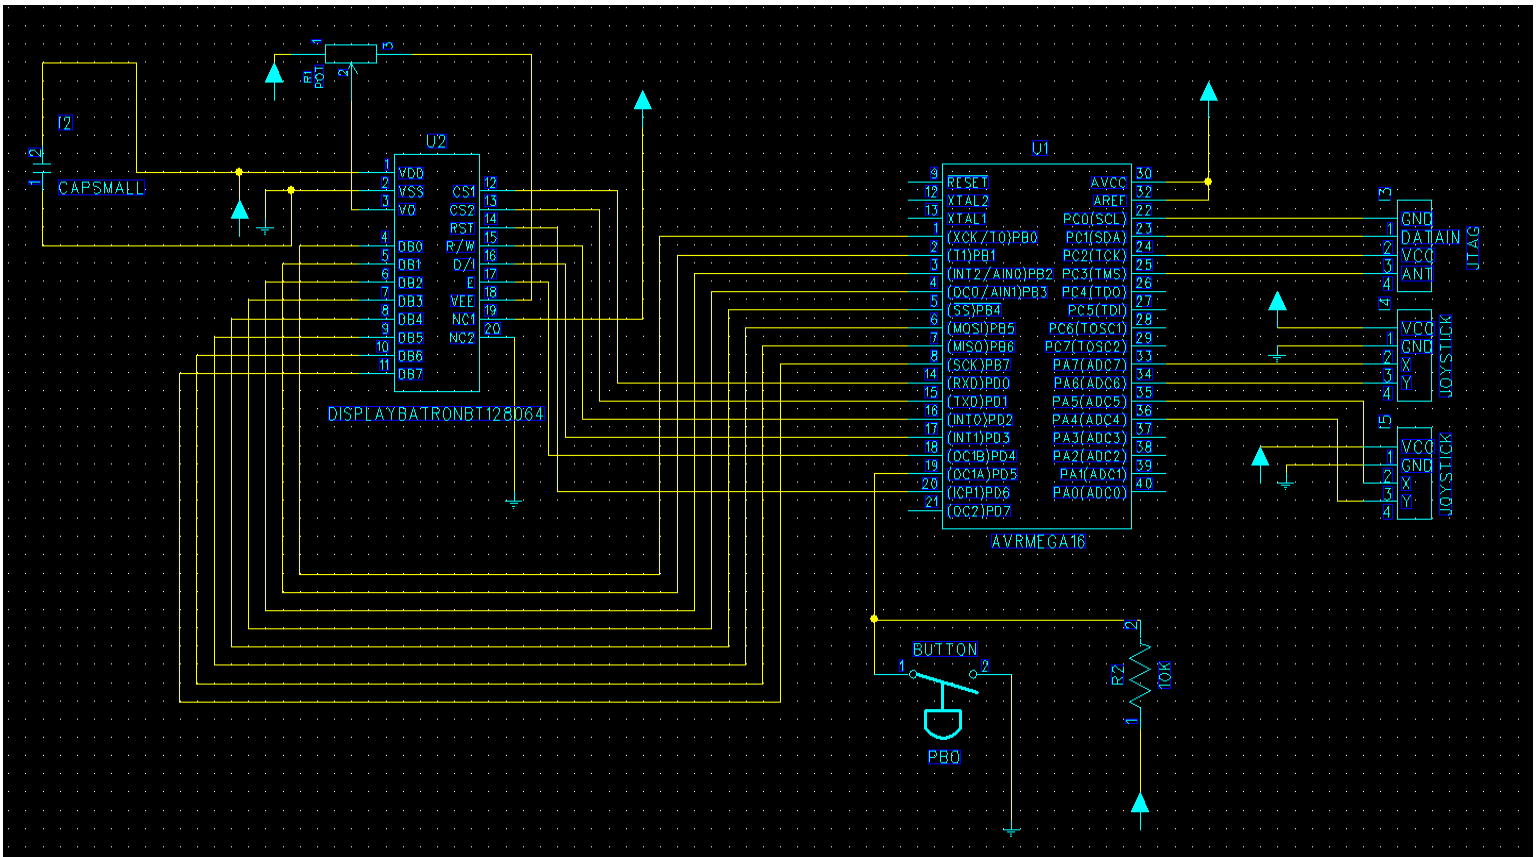 1
3
2
R1
POT
I2
2
1
CAPSMALL
U2
1 VDD
2 VSS
3 VO
4 DB0
5 DB1
6 DB2
7 DB3
8 DB4
9 DB5
10 DB6
11 DB7
CS1 12
CS2 13
RST 14
R/W 15
D/I 16
E 17
VEE 18
NC1 19
NC2 20
DISPLAYBATRONBT128064
U1
9 RESET
12 XTAL2
13 XTAL1
1 (XCK/T0)PB0
2 (T1)PB1
3 (INT2/AIN0)PB2
4 (OC0/AIN1)PB3
5 (SS)PB4
6 (MOSI)PB5
7 (MISO)PB6
8 (SCK)PB7
14 (RXD)PD0
15 (TXD)PD1
16 (INT0)PD2
17 (INT1)PD3
18 (OC1B)PD4
19 (OC1A)PD5
20 (ICP1)PD6
21 (OC2)PD7
AVCC 30
AREF 32
PC0(SCL) 22
PC1(SDA) 23
PC2(TCK) 24
PC3(TMS) 25
PC4(TDO) 26
PC5(TDI) 27
PC6(TOSC1) 28
PC7(TOSC2) 29
PA7(ADC7) 33
PA6(ADC6) 34
PA5(ADC5) 35
PA4(ADC4) 36
PA3(ADC3) 37
PA2(ADC2) 38
PA1(ADC1) 39
PA0(ADC0) 40
AVRMEGA16
I3
GND
1 DATAIN
2 VCC
3 ANT
4
JTAG
I4
VCC
1 GND
2 X
3 Y
4
JOYSTICK
I5
VCC
1 GND
2 X
3 Y
4
JOYSTICK
BUTTON
1
2
PB0
2
R2
10K
1